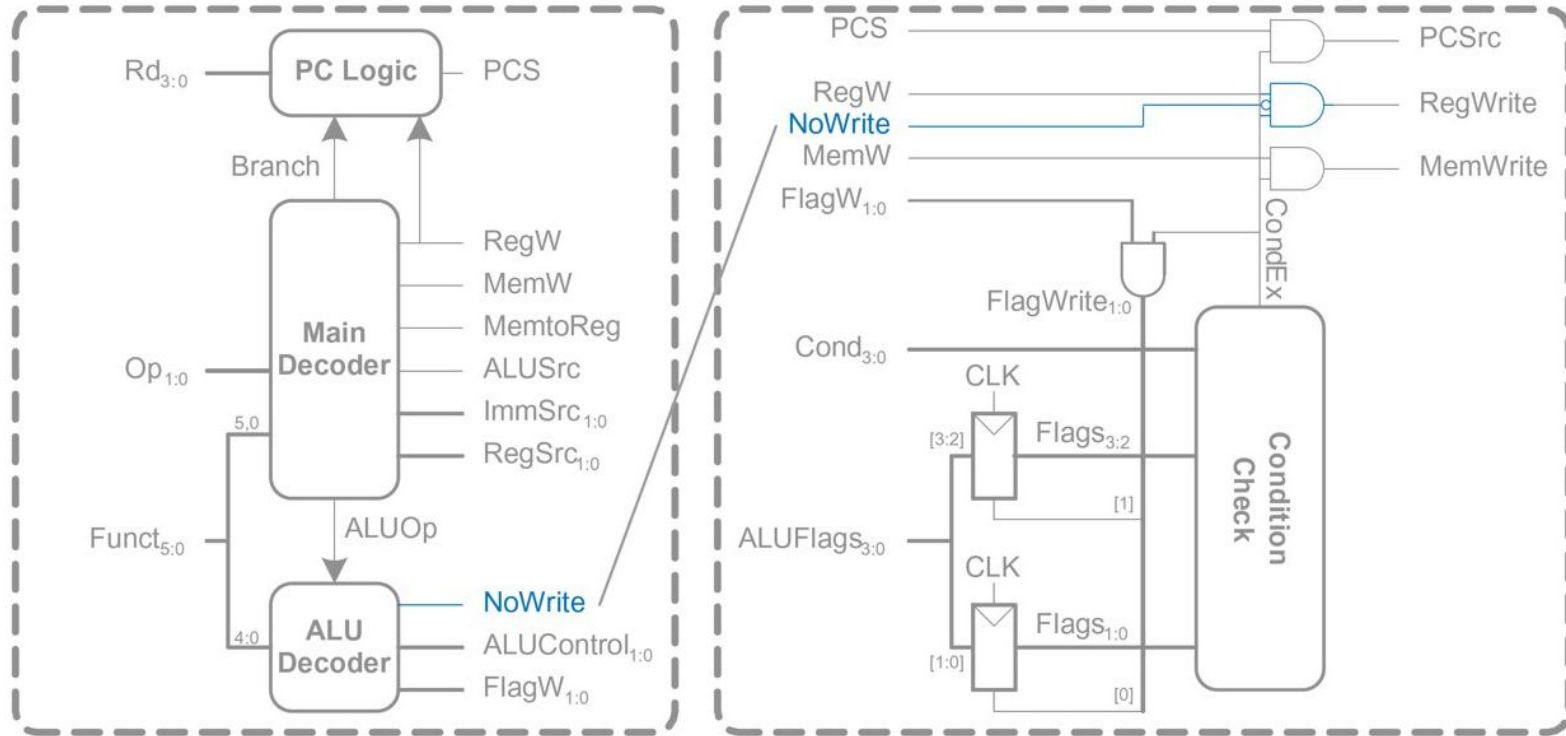 Rd3:0
PC Logic
PCS
Branch
RegW
MemW
MemtoReg
Main
Decoder
ALUSrc
Op1:0
ImmSrc1:0
5,0
RegSrc1:0
ALUOp
Funct5:0
NoWrite
4:0
ALU
Decoder
ALUControl1:0
FlagW1:0
PCS
PCSrc
RegW
RegWrite
NoWrite
MemW
MemWrite
FlagW1:0
CondEx
FlagWrite1:0
Cond3:0
CLK
[3:2]
Flags3:2
[1]
Condition
Check
ALUFlags3:0
CLK
Flags1:0
[1:0]
[0]